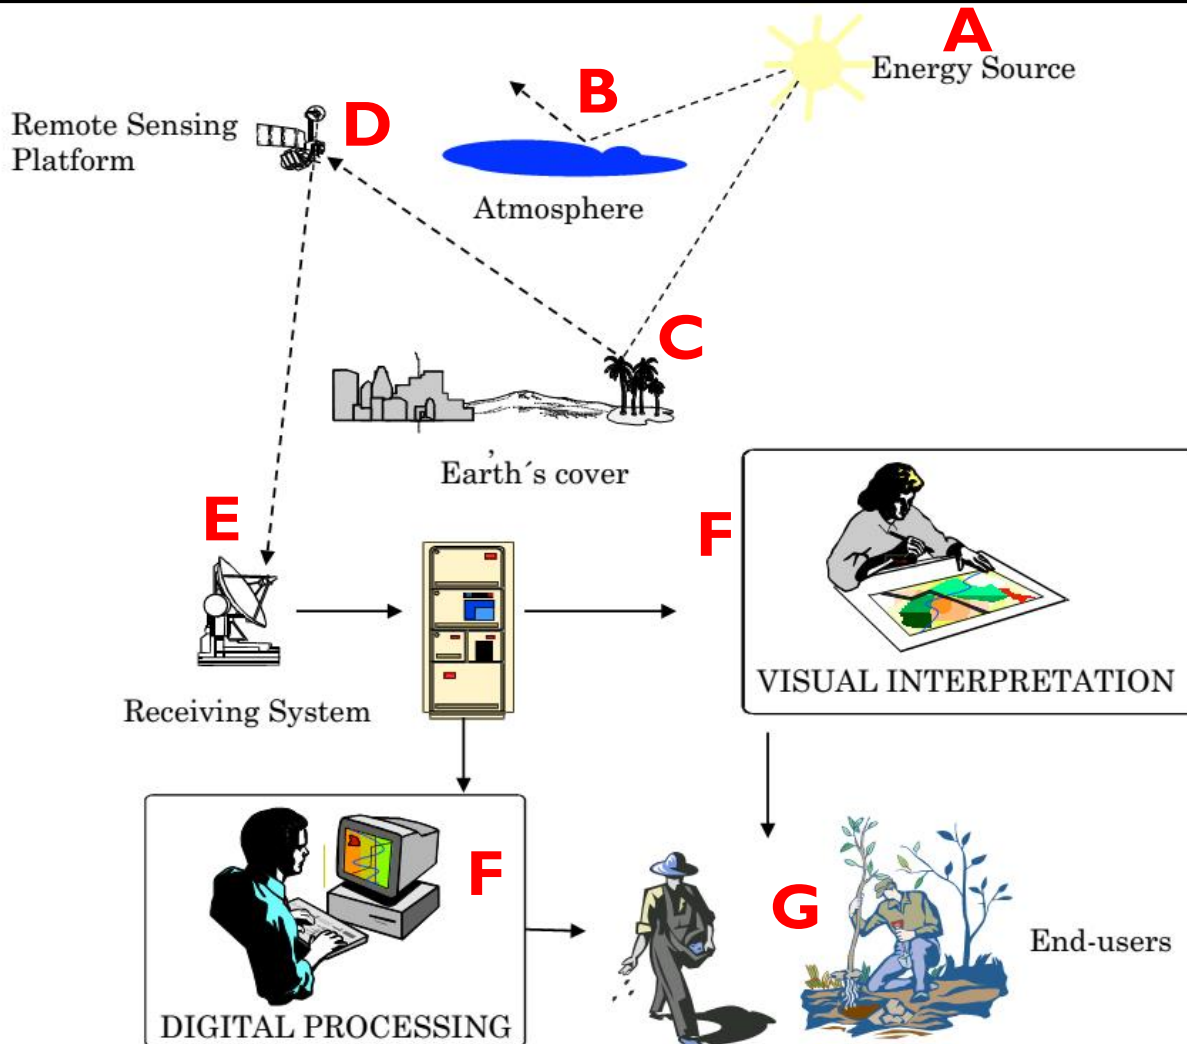 A
Energy Source
B
D
Remote Sensing
Platform
Atmosphere
C
Earth´s cover
E
F
VISUAL INTERPRETATION
Receiving System
F
G
End-users
DIGITAL PROCESSING